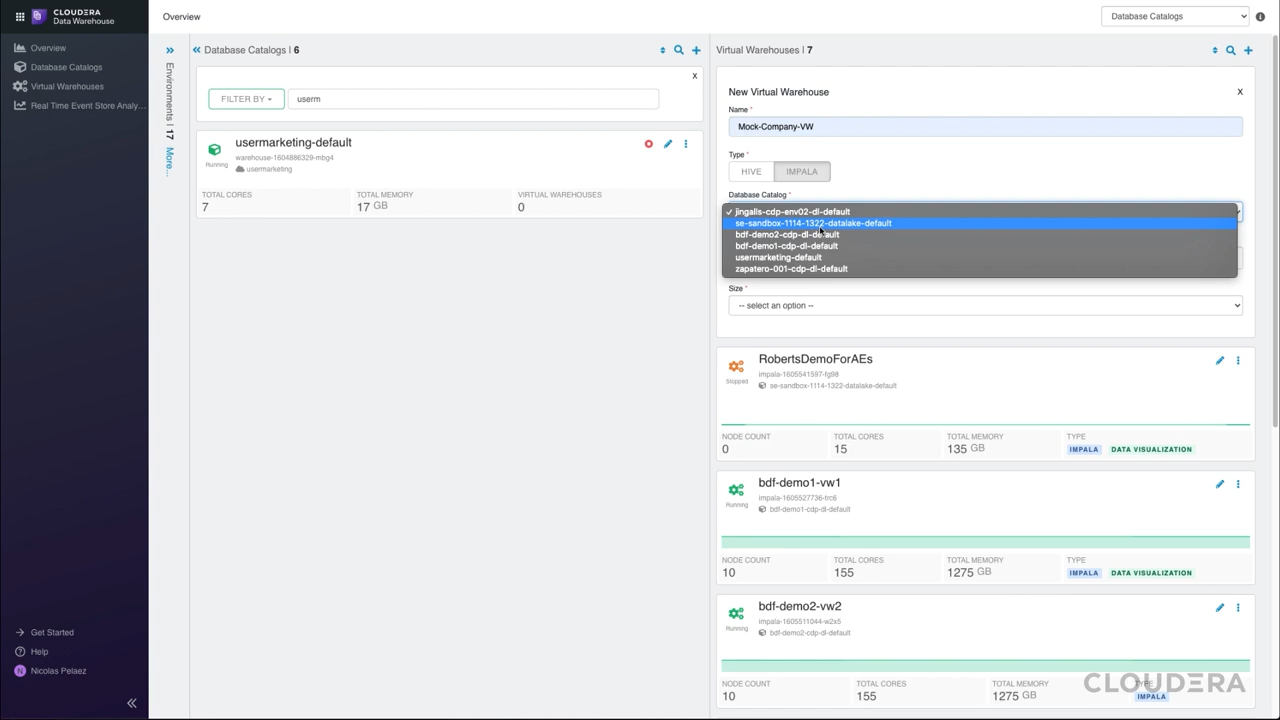 CLOUDERA
Data Warehouse
Overview
Database Catalogs
Virtual Warehouses
Real Time Event Store Analy...
Get Started
Help
N Nicolas Pelaez
Overview
Database Catalogs
Environments | 17 More...
Database Catalogs | 6
x
FILTER BY
userm
usermarketing-default
warehouse-1604886329-mbg4
usermarketing
Running
TOTAL CORES
7
TOTAL MEMORY
17 GB
VIRTUAL WAREHOUSES
0
Virtual Warehouses | 7
New Virtual Warehouse
X
Name *
Mock-Company-VW
Type *
HIVE IMPALA
Database Catalog *
✓ jingalls-cdp-env02-dl-default
se-sandbox-1114-1322-datalake-default
bdf-demo2-cdp-dl-default
bdf-demo1-cdp-dl-default
usermarketing-default
zapatero-001-cdp-dl-default
Size *
-- select an option --
RobertsDemoForAEs
impala-1605541597-fg98
Stopped
se-sandbox-1114-1322-datalake-default
NODE COUNT
0
TOTAL CORES
15
TOTAL MEMORY
135 GB
TYPE
IMPALA DATA VISUALIZATION
bdf-demo1-vw1
impala-1605527736-trc6
Running
bdf-demo1-cdp-dl-default
NODE COUNT
10
TOTAL CORES
155
TOTAL MEMORY
1275 GB
TYPE
IMPALA DATA VISUALIZATION
bdf-demo2-vw2
impala-1605511044-w2x5
Running
bdf-demo2-cdp-dl-default
NODE COUNT
10
TOTAL CORES
155
TOTAL MEMORY
1275 GB
TYPE
IMPALA
CLOUDERA